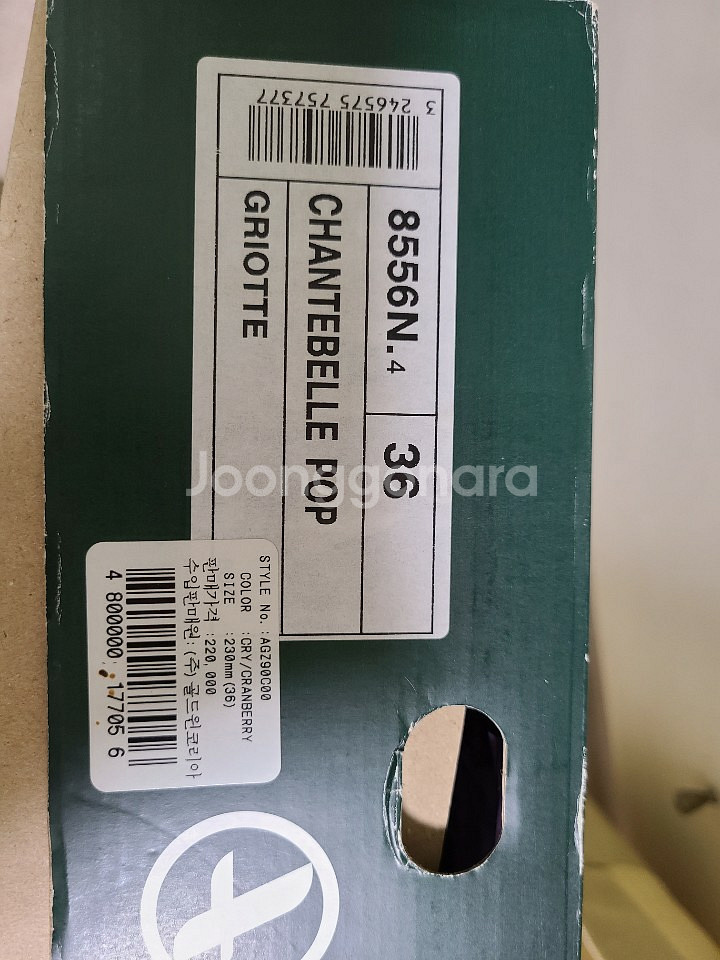 3 246575 757377
8556N.4
36
CHANTEBELLE POP
GRIOTTE
STYLE No. :AGZ90C00
COLOR :CRY/CRANBERRY
SIZE :230mm(36)
판매가격 :220,000
수입판매원: (주) 골드윈코리아
4 800000 177056
Joonggonara